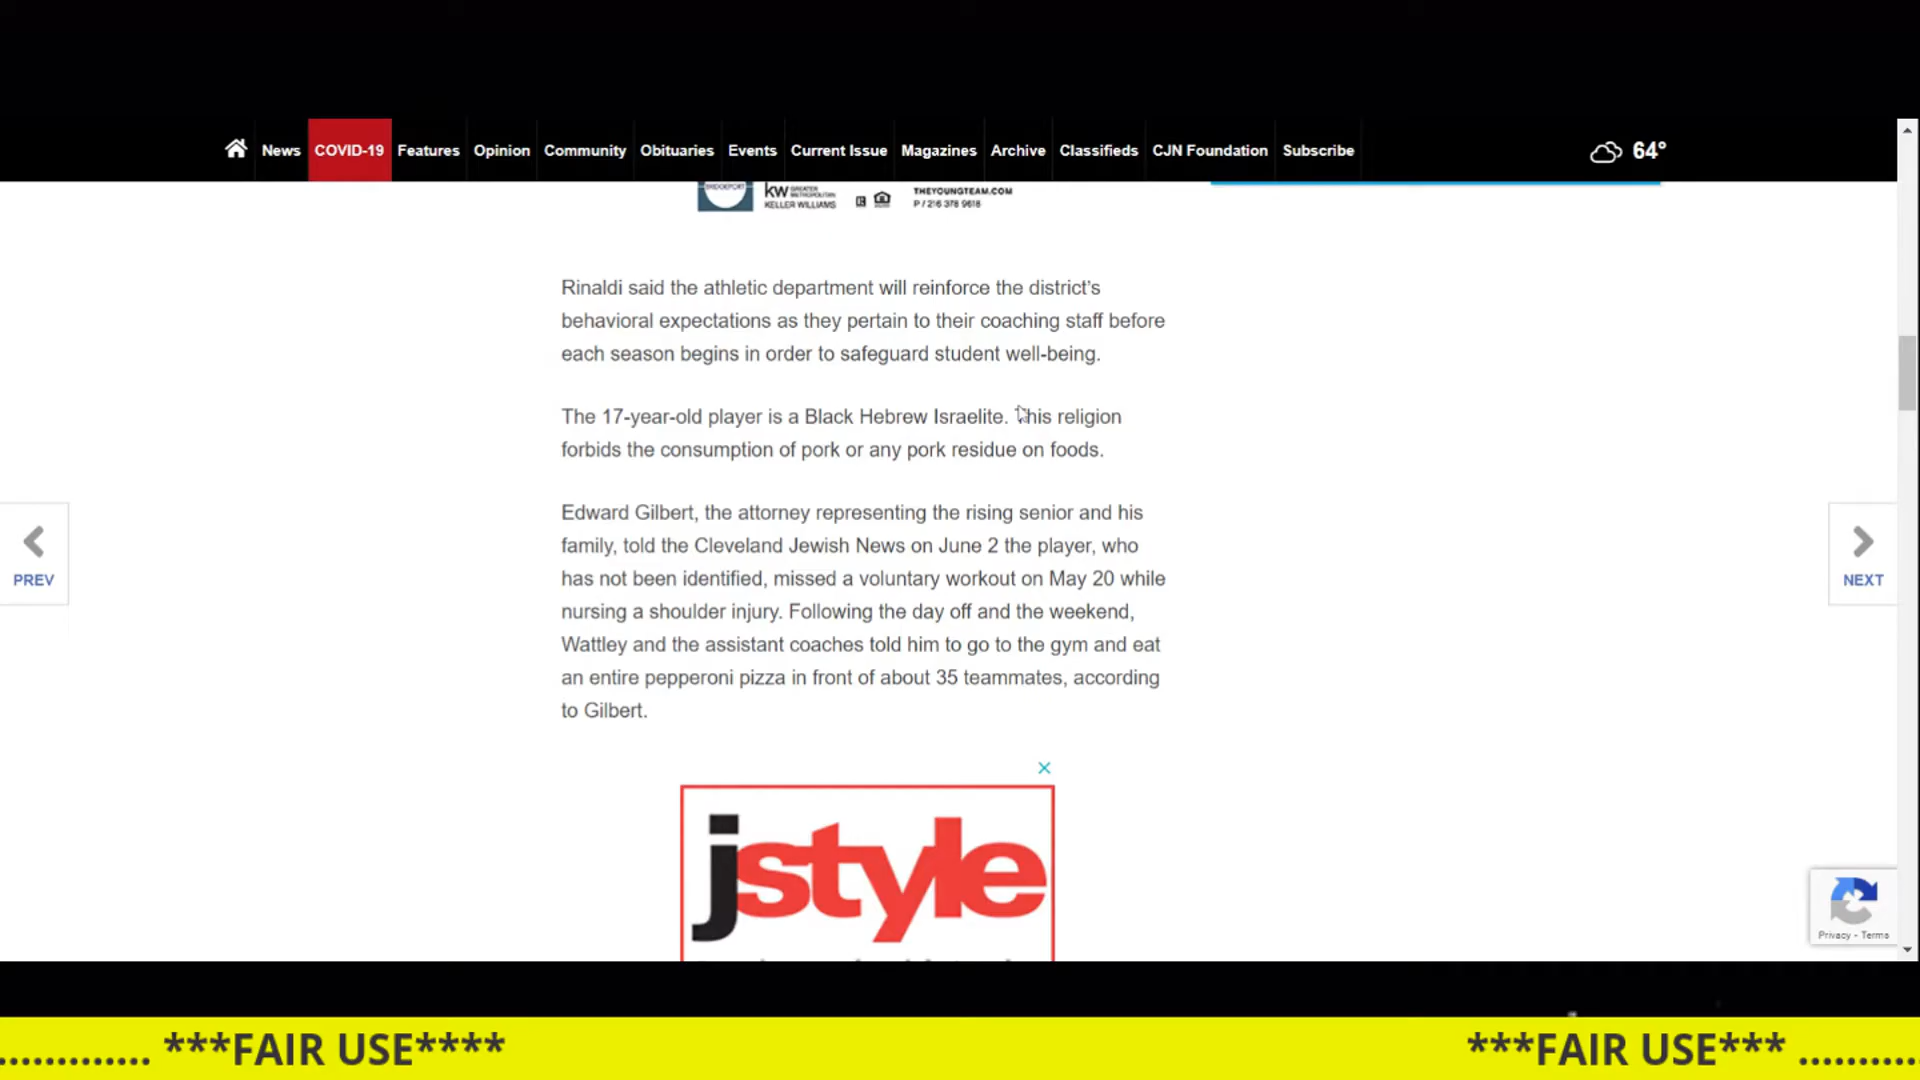 News COVID-19 Features Opinion Community Obituaries Events Current Issue Magazines Archive Classifieds CJN Foundation Subscribe 64°
BRIDGEPORT kw GREATER METROPOLITAN KELLER WILLIAMS THEYOUNGTEAM.COM
P / 216 378 9618
Rinaldi said the athletic department will reinforce the district's
behavioral expectations as they pertain to their coaching staff before
each season begins in order to safeguard student well-being.
The 17-year-old player is a Black Hebrew Israelite. This religion
forbids the consumption of pork or any pork residue on foods.
Edward Gilbert, the attorney representing the rising senior and his
family, told the Cleveland Jewish News on June 2 the player, who
has not been identified, missed a voluntary workout on May 20 while
nursing a shoulder injury. Following the day off and the weekend,
Wattley and the assistant coaches told him to go to the gym and eat
an entire pepperoni pizza in front of about 35 teammates, according
to Gilbert.
PREV
NEXT
jstyle
Privacy - Terms
............. ***FAIR USE**** ***FAIR USE*** ...........